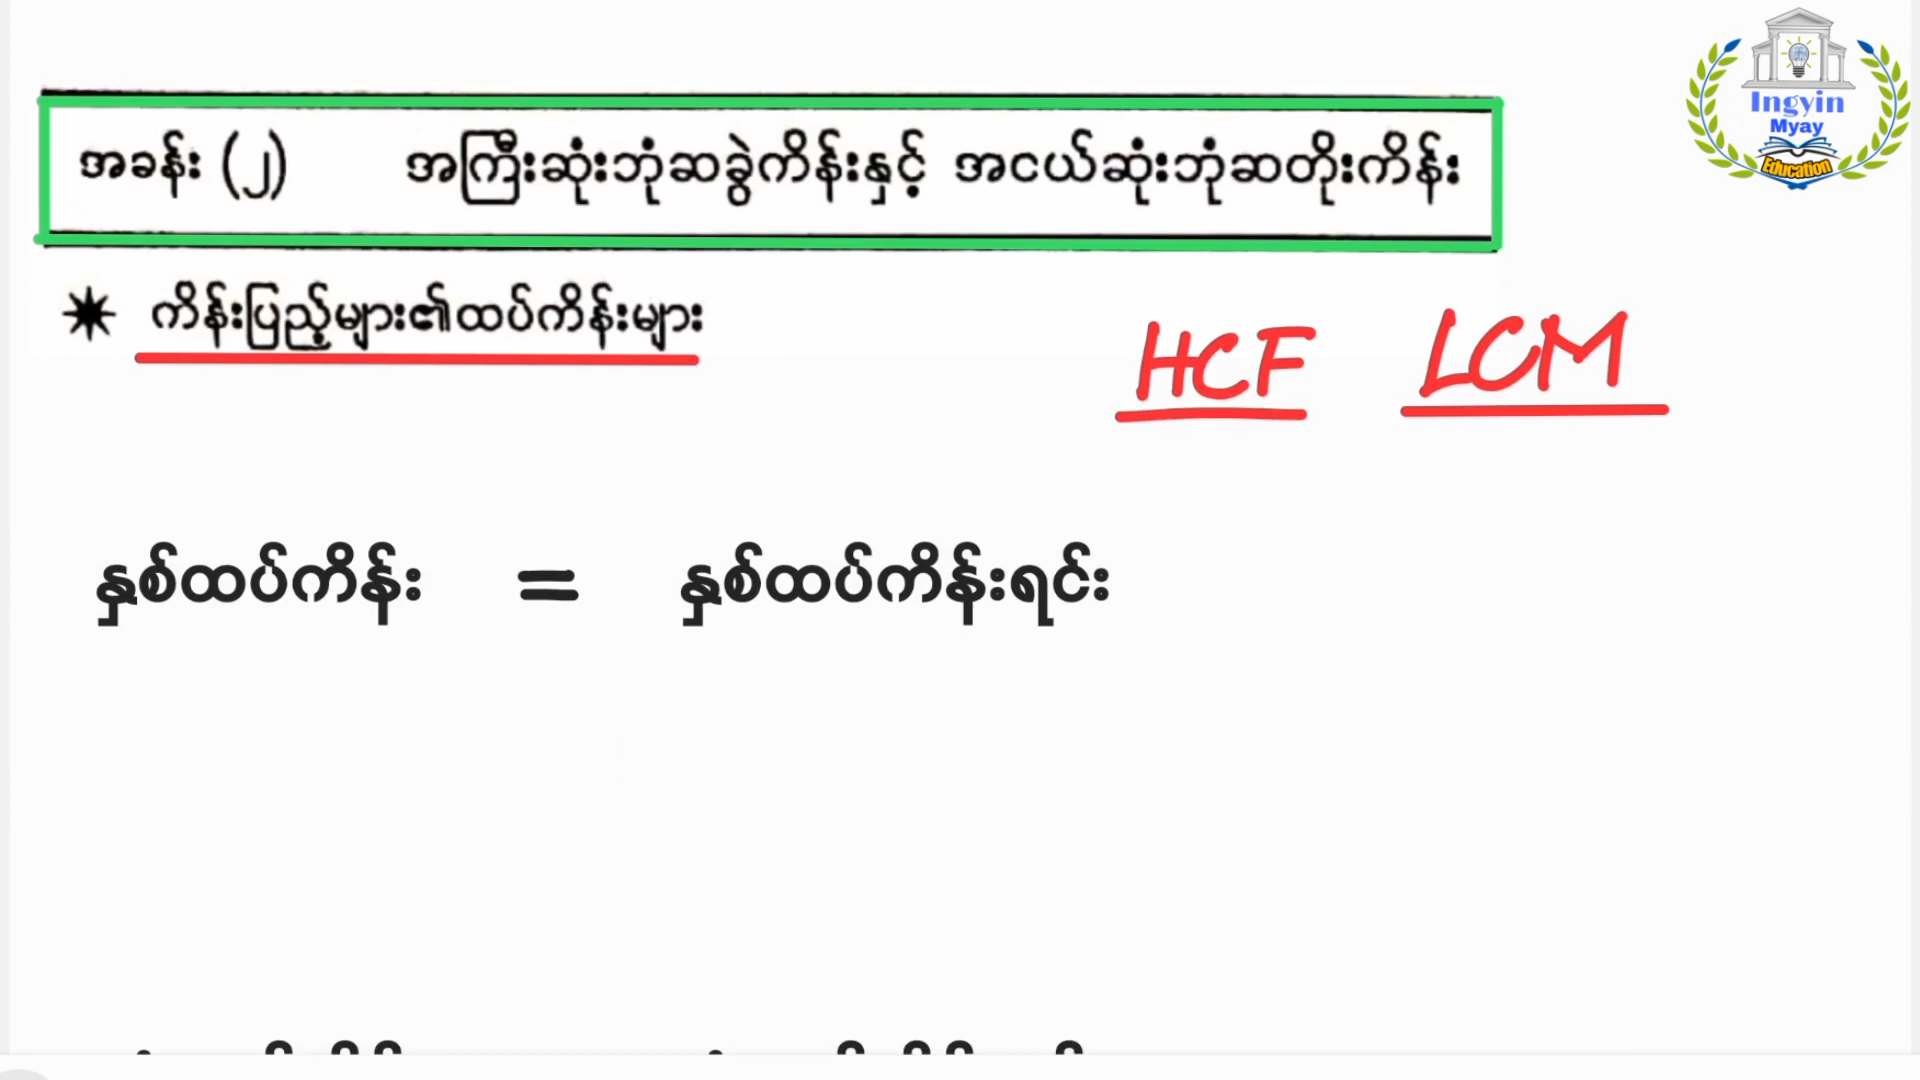 Ingyin
Myay
Education
အခန်း (၂) အကြီးဆုံးဘုံဆခွဲကိန်းနှင့် အငယ်ဆုံးဘုံဆတိုးကိန်း
ကိန်းပြည့်များ၏ထပ်ကိန်းများ
HCF LCM
နှစ်ထပ်ကိန်း = နှစ်ထပ်ကိန်းရင်း